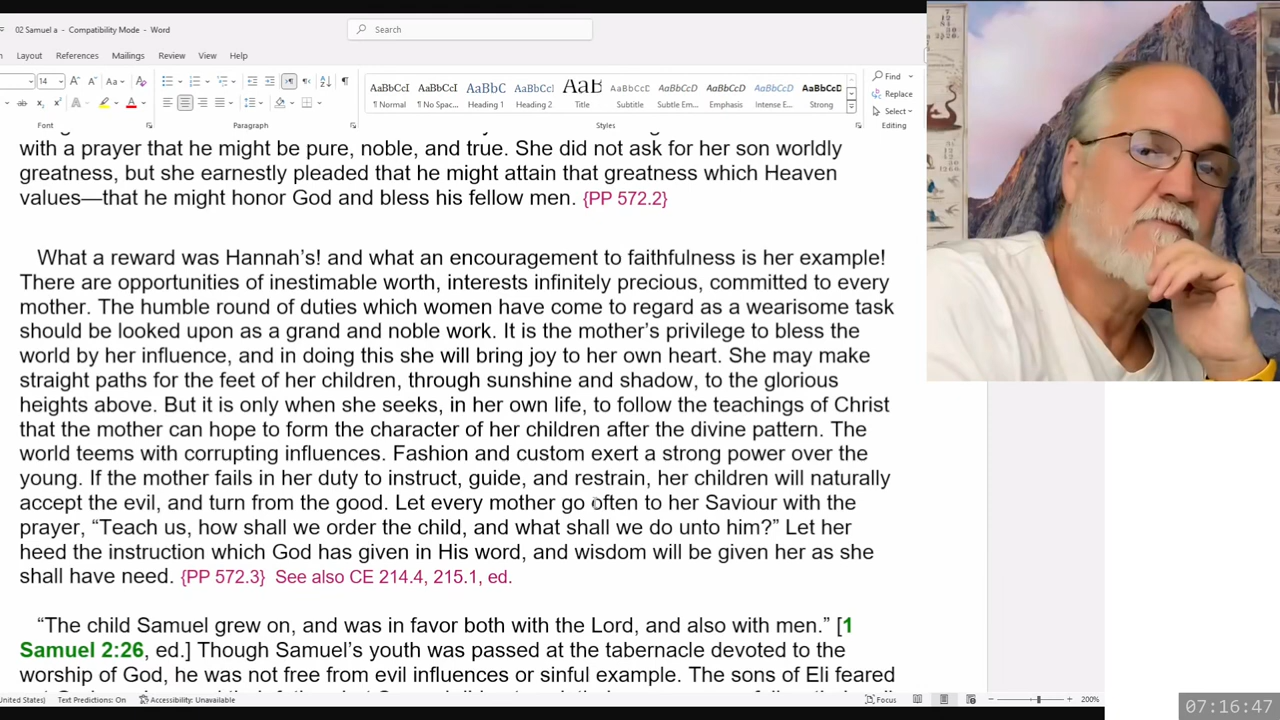 02 Samuel a - Compatibility Mode - Word
Search
Layout References Mailings Review View Help
14
Aa
AaBbCcI AaBbCcI AaBbC AaBbCcI AaB AaBbCcD AaBbCcD AaBbCcD AaBbCcD AaBbCcD
¶ Normal ¶ No Spac... Heading 1 Heading 2 Title Subtitle Subtle Em... Emphasis Intense E... Strong
Find
Replace
Select
Font Paragraph Styles Editing
with a prayer that he might be pure, noble, and true. She did not ask for her son worldly
greatness, but she earnestly pleaded that he might attain that greatness which Heaven
values—that he might honor God and bless his fellow men. {PP 572.2}
What a reward was Hannah’s! and what an encouragement to faithfulness is her example!
There are opportunities of inestimable worth, interests infinitely precious, committed to every
mother. The humble round of duties which women have come to regard as a wearisome task
should be looked upon as a grand and noble work. It is the mother’s privilege to bless the
world by her influence, and in doing this she will bring joy to her own heart. She may make
straight paths for the feet of her children, through sunshine and shadow, to the glorious
heights above. But it is only when she seeks, in her own life, to follow the teachings of Christ
that the mother can hope to form the character of her children after the divine pattern. The
world teems with corrupting influences. Fashion and custom exert a strong power over the
young. If the mother fails in her duty to instruct, guide, and restrain, her children will naturally
accept the evil, and turn from the good. Let every mother go often to her Saviour with the
prayer, “Teach us, how shall we order the child, and what shall we do unto him?” Let her
heed the instruction which God has given in His word, and wisdom will be given her as she
shall have need. {PP 572.3} See also CE 214.4, 215.1, ed.
“The child Samuel grew on, and was in favor both with the Lord, and also with men.” [1
Samuel 2:26, ed.] Though Samuel’s youth was passed at the tabernacle devoted to the
worship of God, he was not free from evil influences or sinful example. The sons of Eli feared
United States) Text Predictions: On Accessibility: Unavailable Focus 200%
07:16:47